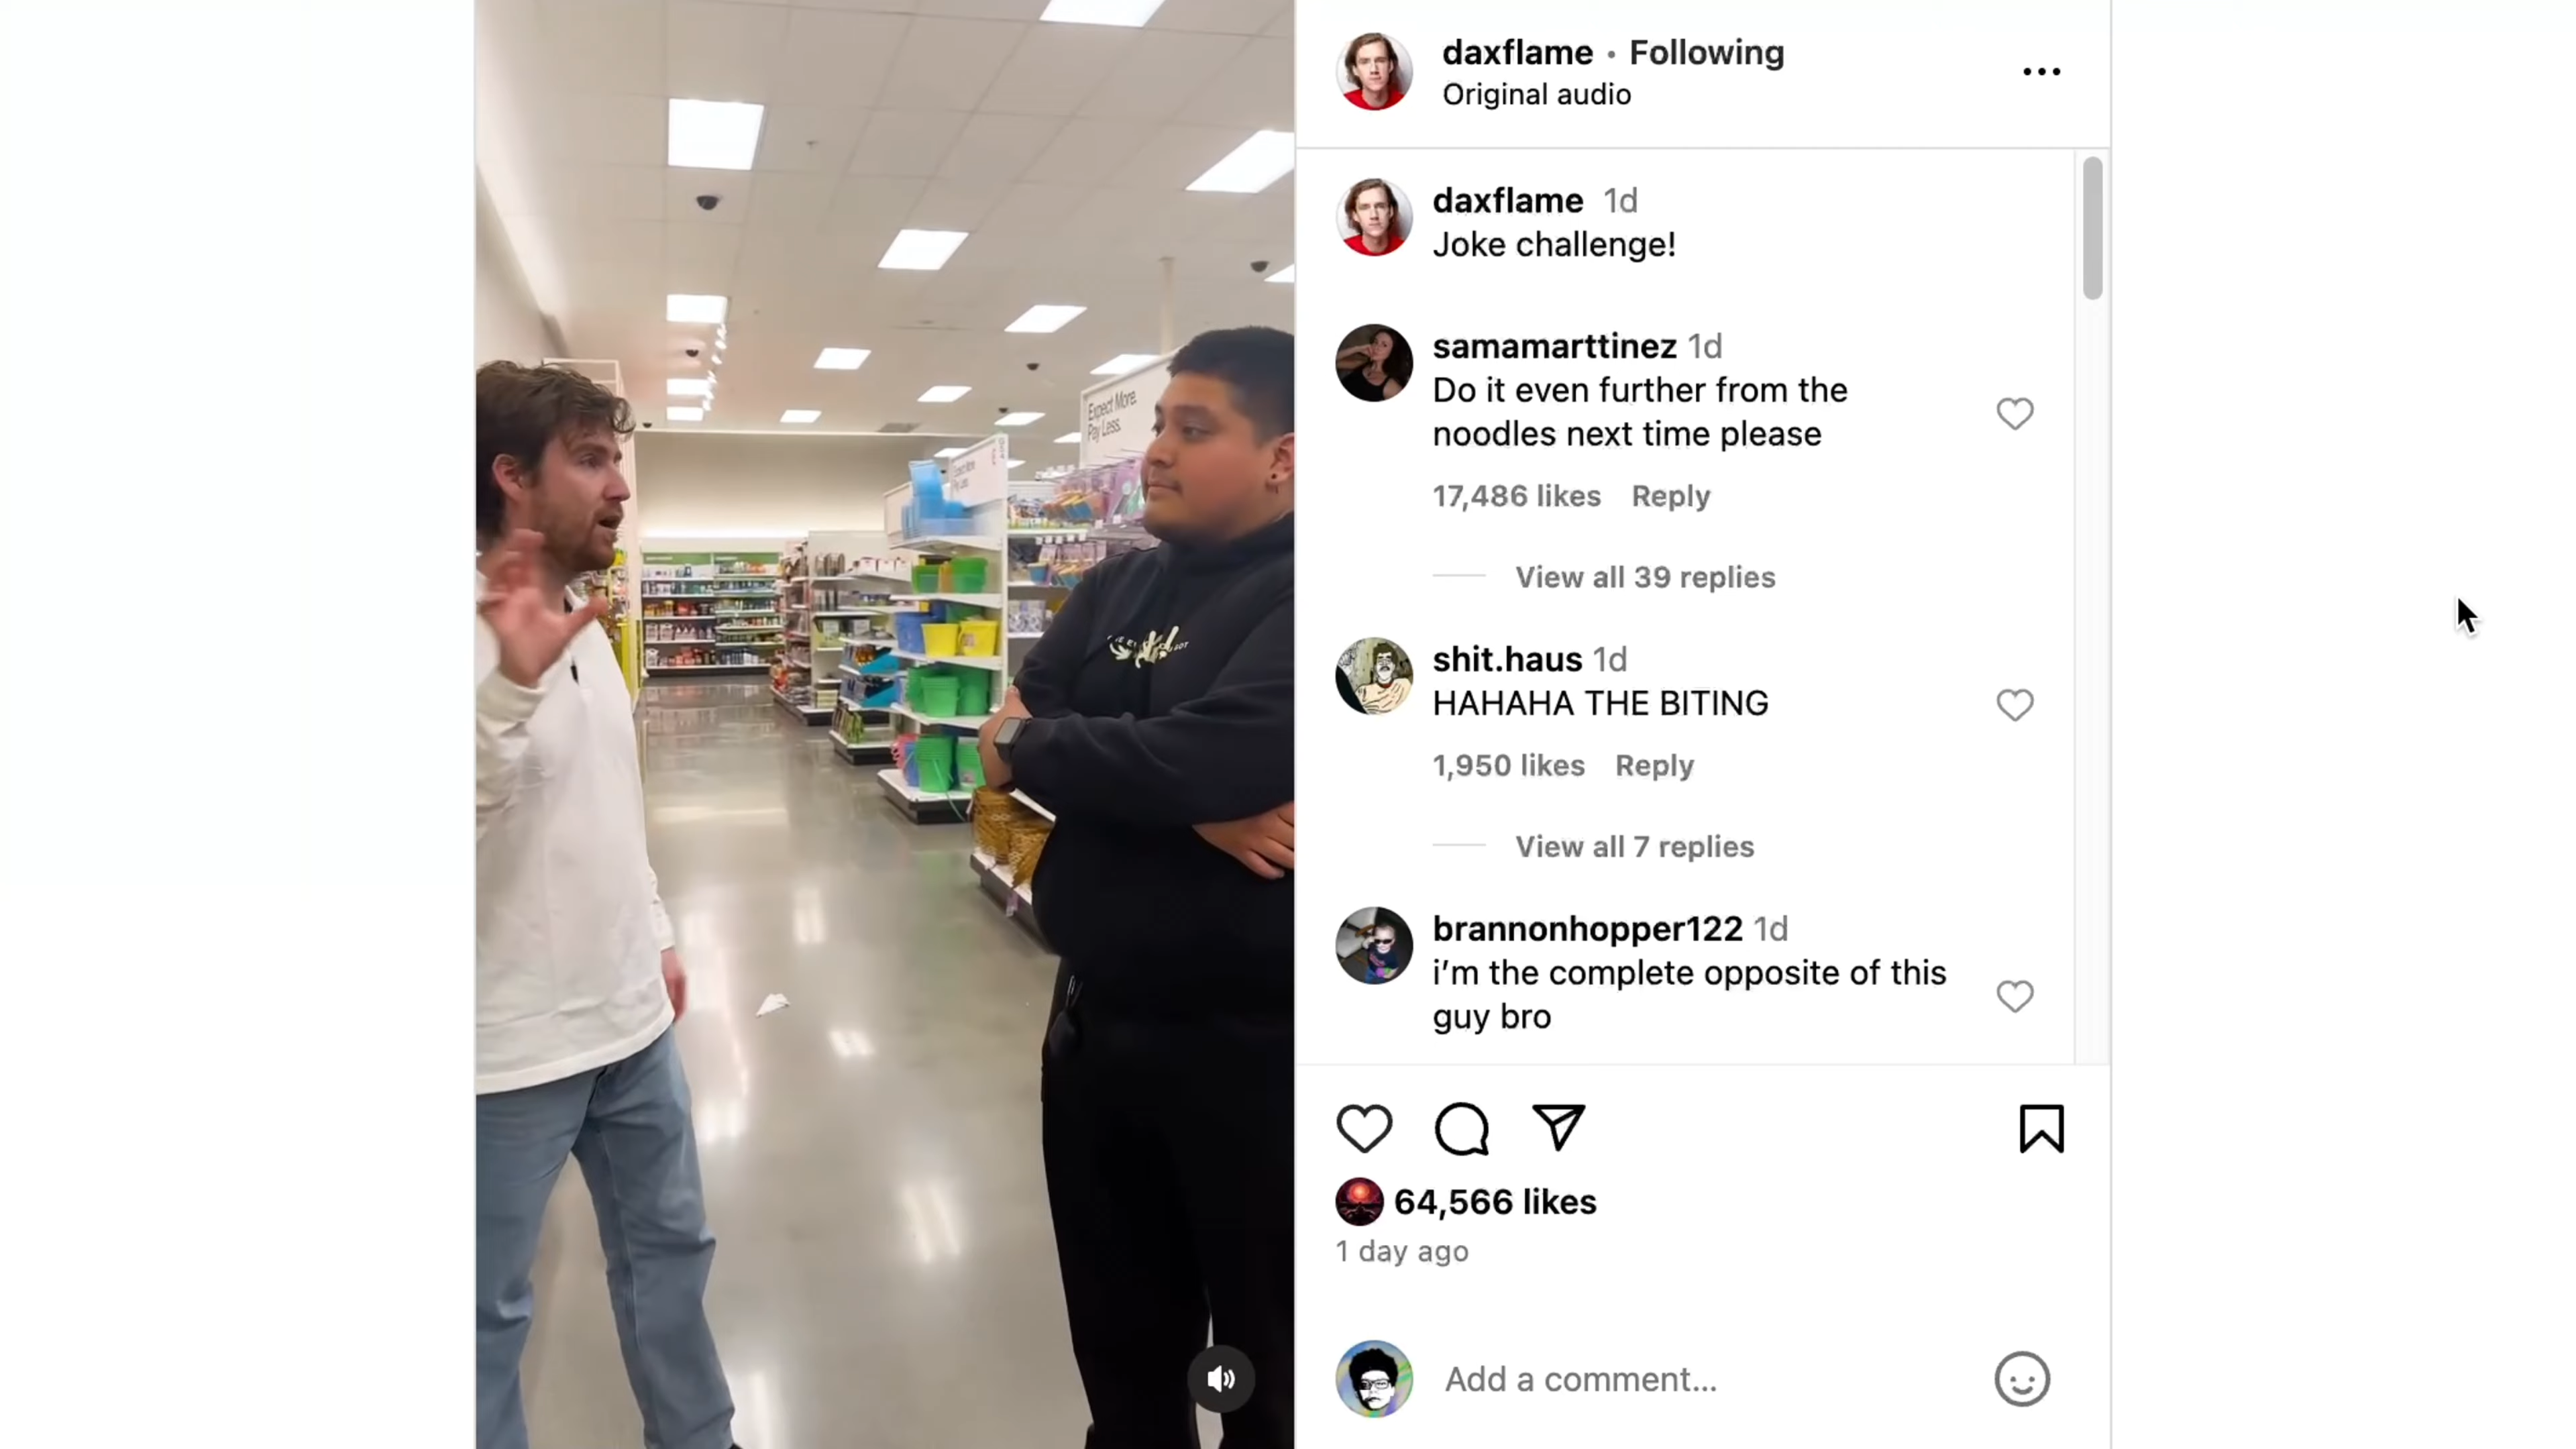 daxflame • Following
Original audio
daxflame 1d
Joke challenge!
samamarttinez 1d
Do it even further from the
noodles next time please
17,486 likes Reply
View all 39 replies
shit.haus 1d
HAHAHA THE BITING
1,950 likes Reply
View all 7 replies
brannonhopper122 1d
i'm the complete opposite of this
guy bro
64,566 likes
1 day ago
Add a comment...
Expect More.
Pay Less.